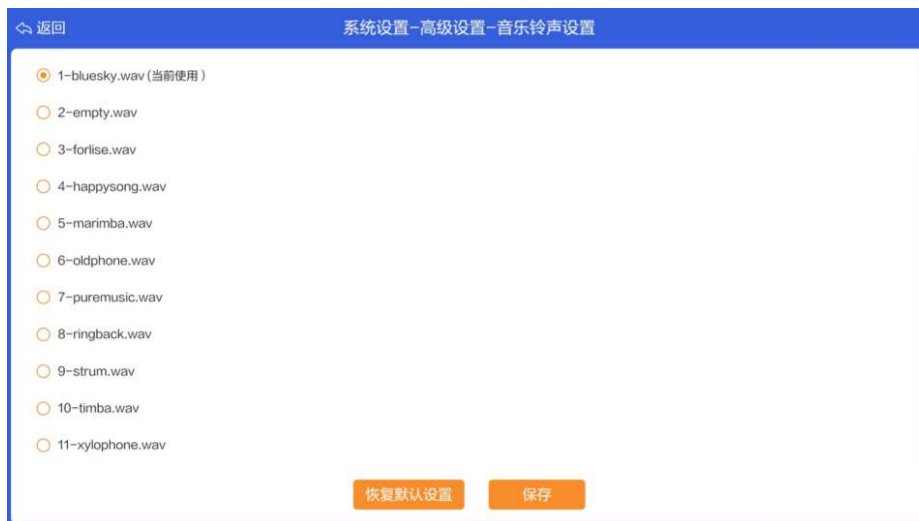 返回 系统设置-高级设置-音乐铃声设置
1-bluesky.wav(当前使用)
2-empty.wav
3-forlise.wav
4-happysong.wav
5-marimba.wav
6-oldphone.wav
7-puremusic.wav
8-ringback.wav
9-strum.wav
10-timba.wav
11-xylophone.wav
恢复默认设置 保存